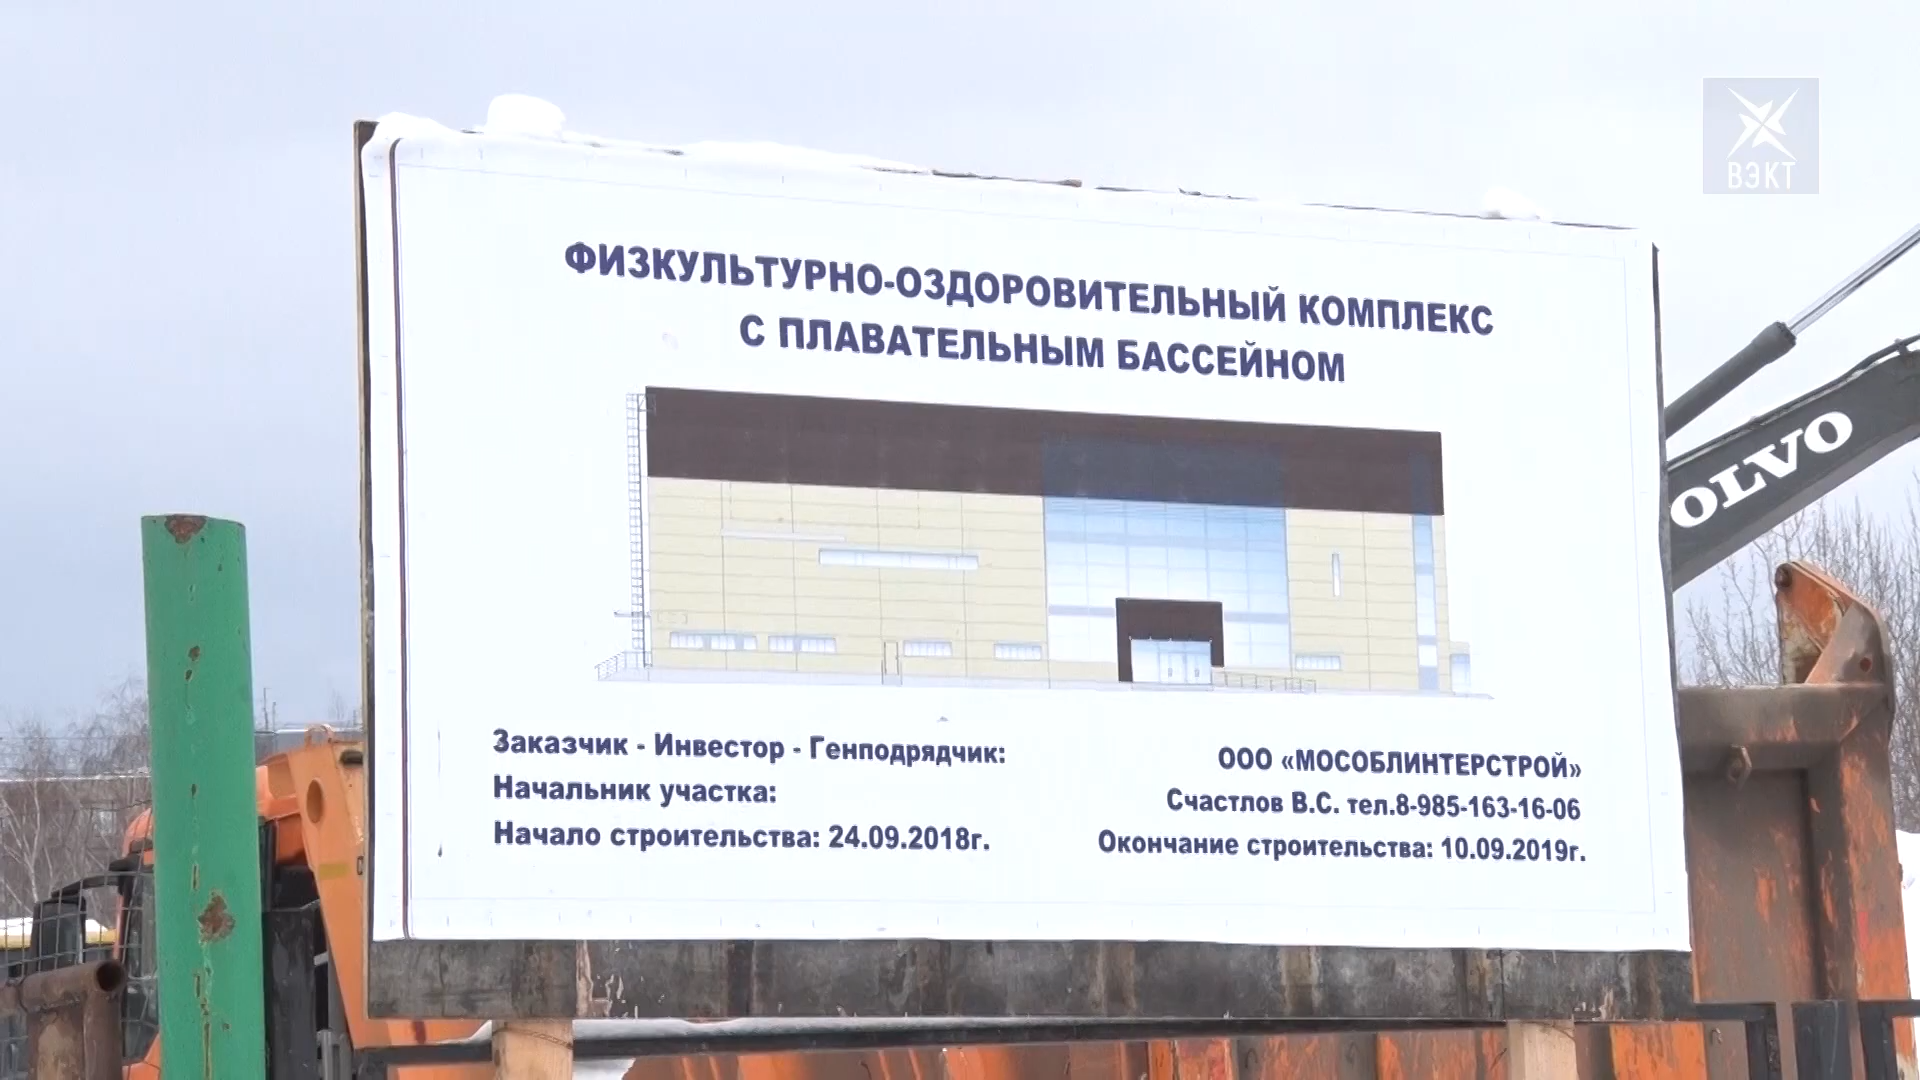 ВЭКТ
ФИЗКУЛЬТУРНО-ОЗДОРОВИТЕЛЬНЫЙ КОМПЛЕКС
С ПЛАВАТЕЛЬНЫМ БАССЕЙНОМ
VOLVO
Заказчик - Инвестор - Генподрядчик: ООО «МОСОБЛИНТЕРСТРОЙ»
Начальник участка: Счастлов В.С. тел.8-985-163-16-06
Начало строительства: 24.09.2018г. Окончание строительства: 10.09.2019г.